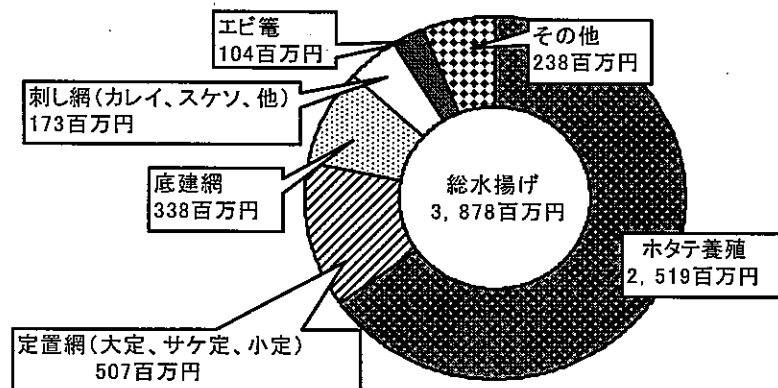 エビ篭
104百万円
その他
238百万円
刺し網(カレイ、スケソ、他)
173百万円
底建網
338百万円
総水揚げ
3,878百万円
ホタテ養殖
2,519百万円
定置網(大定、サケ定、小定)
507百万円